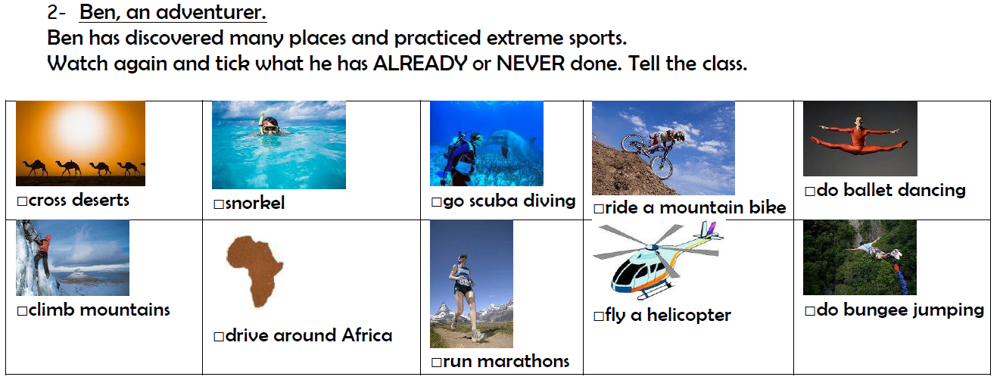 2- Ben, an adventurer.
Ben has discovered many places and practiced extreme sports.
Watch again and tick what he has ALREADY or NEVER done. Tell the class.
□cross deserts
□snorkel
□go scuba diving
□ride a mountain bike
□do ballet dancing
□climb mountains
□drive around Africa
□run marathons
□fly a helicopter
□do bungee jumping